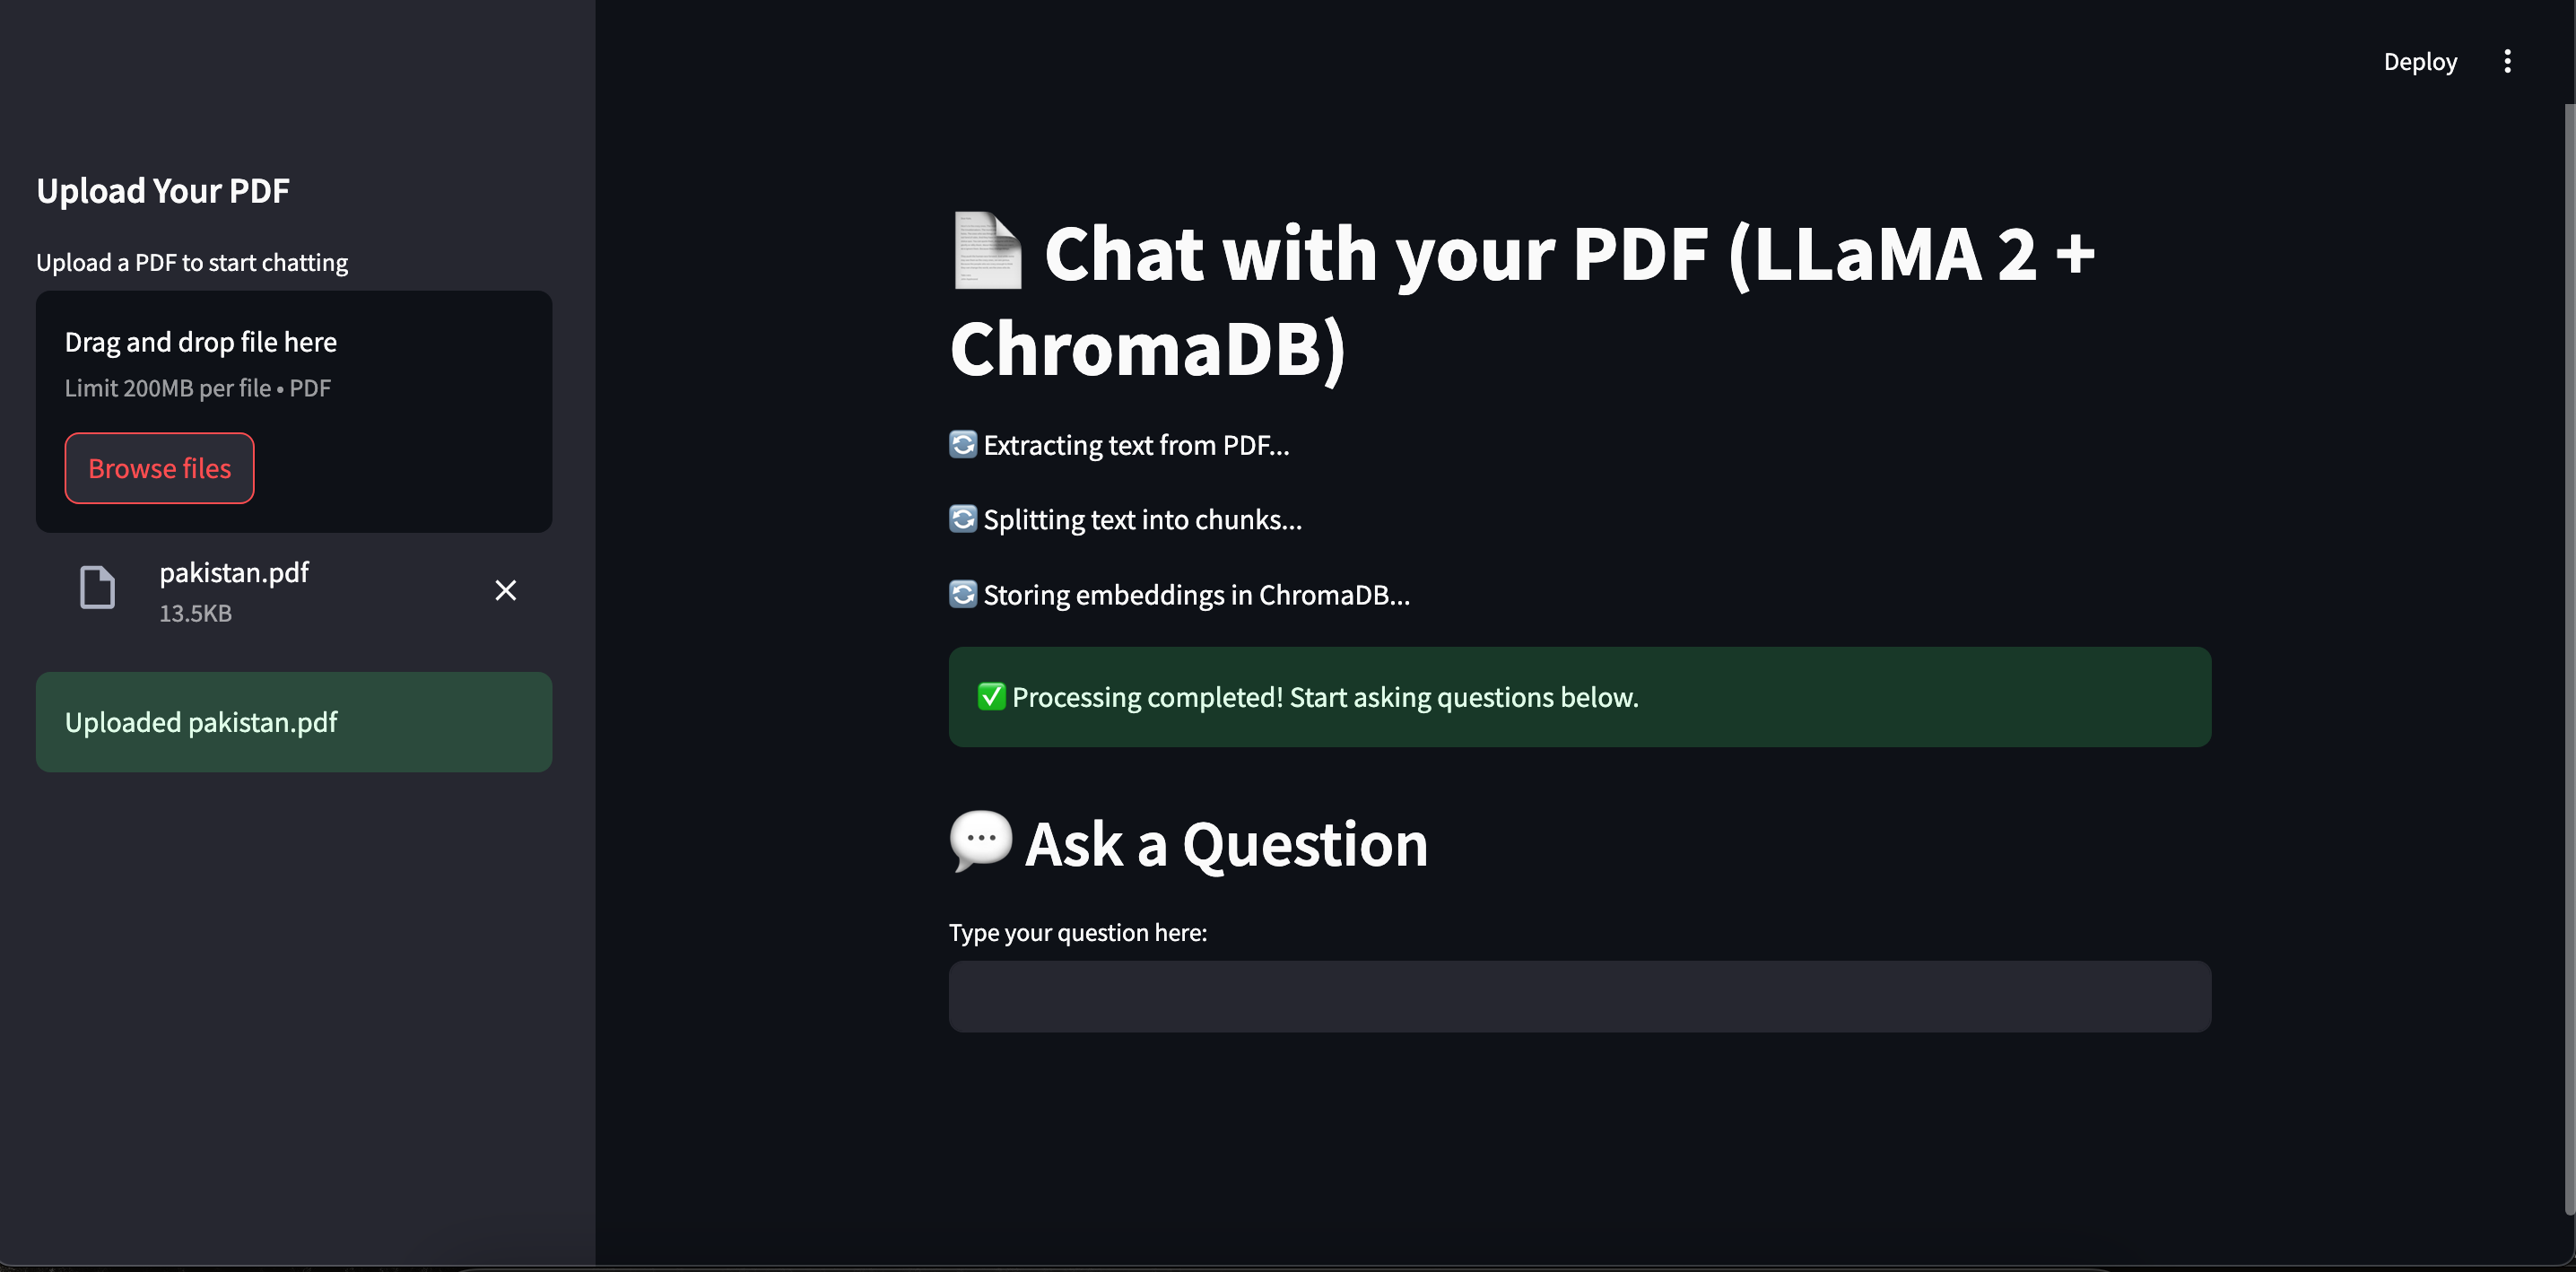 Deploy
Upload Your PDF
Upload a PDF to start chatting
Drag and drop file here
Limit 200MB per file • PDF
Browse files
pakistan.pdf
13.5KB
Uploaded pakistan.pdf
📄 Chat with your PDF (LLaMA 2 +
ChromaDB)
🔄 Extracting text from PDF...
🔄 Splitting text into chunks...
🔄 Storing embeddings in ChromaDB...
✅ Processing completed! Start asking questions below.
💬 Ask a Question
Type your question here: